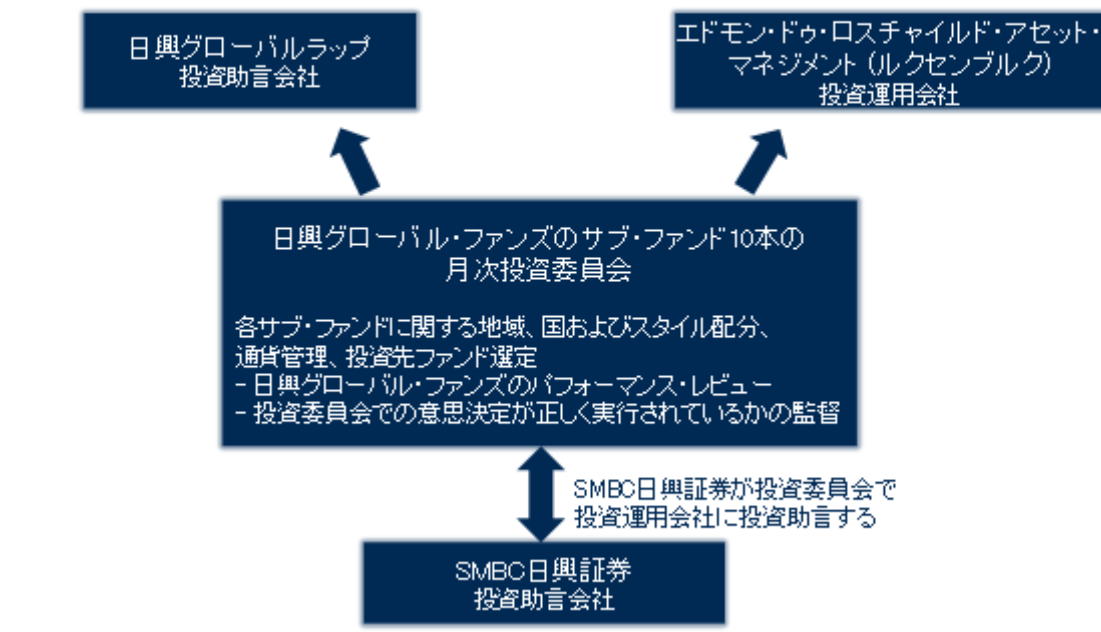 日興グローバルラップ
投資助言会社
エドモン・ドゥ・ロスチャイルド・アセット・
マネジメント (ルクセンブルク)
投資運用会社
日興グローバル・ファンズのサブ・ファンド10本の
月次投資委員会
各サブ・ファンドに関する地域、国およびスタイル配分、
通貨管理、投資先ファンド選定
- 日興グローバル・ファンズのパフォーマンス・レビュー
- 投資委員会での意思決定が正しく実行されているかの監督
SMBC日興証券が投資委員会で
投資運用会社に投資助言する
SMBC日興証券
投資助言会社